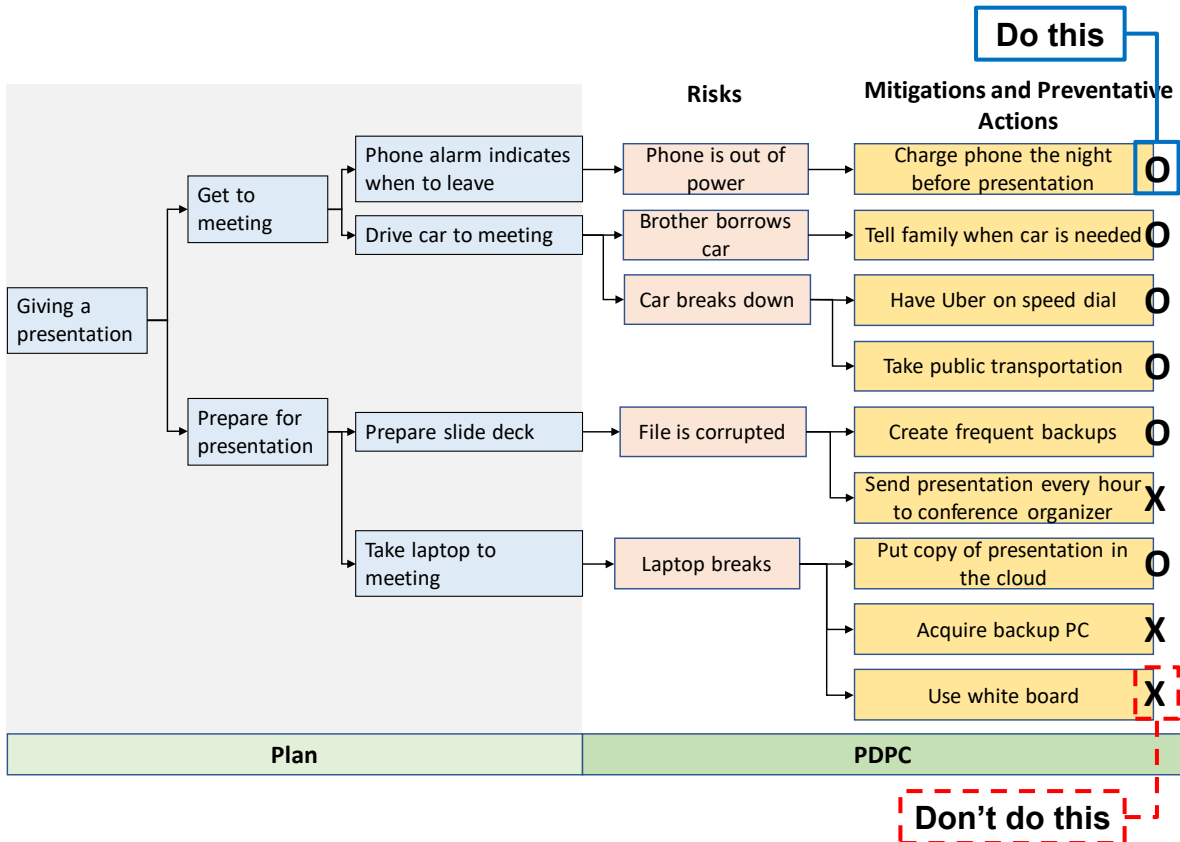 Do this
Risks
Mitigations and Preventative
Actions
Phone alarm indicates
when to leave
Phone is out of
power
Charge phone the night
before presentation
O
Get to
meeting
Drive car to meeting
Brother borrows
car
Tell family when car is needed
O
Giving a
presentation
Car breaks down
Have Uber on speed dial
O
Take public transportation
O
Prepare for
presentation
Prepare slide deck
File is corrupted
Create frequent backups
O
Send presentation every hour
to conference organizer
X
Take laptop to
meeting
Laptop breaks
Put copy of presentation in
the cloud
O
Acquire backup PC
X
Use white board
X
Plan
PDPC
Don't do this